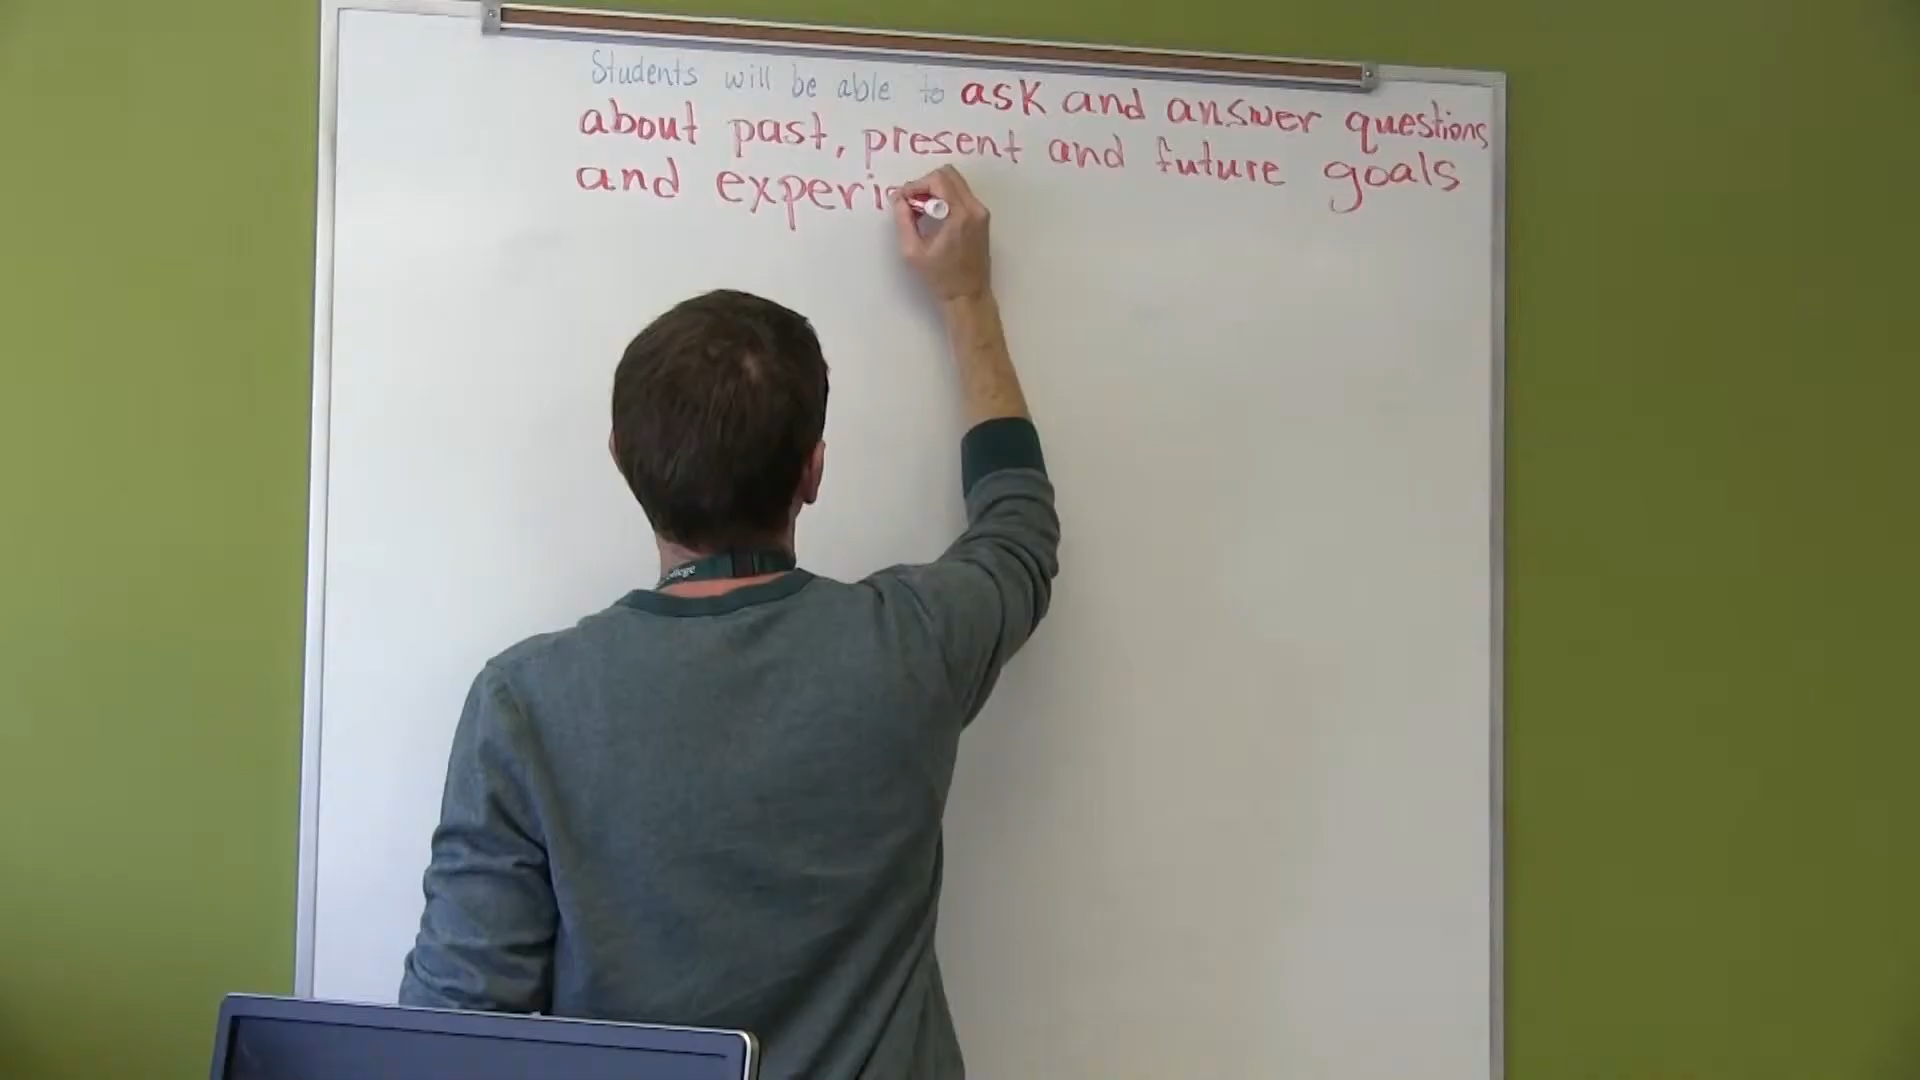 Students will be able to ask and answer questions
about past, present and future goals
and experi